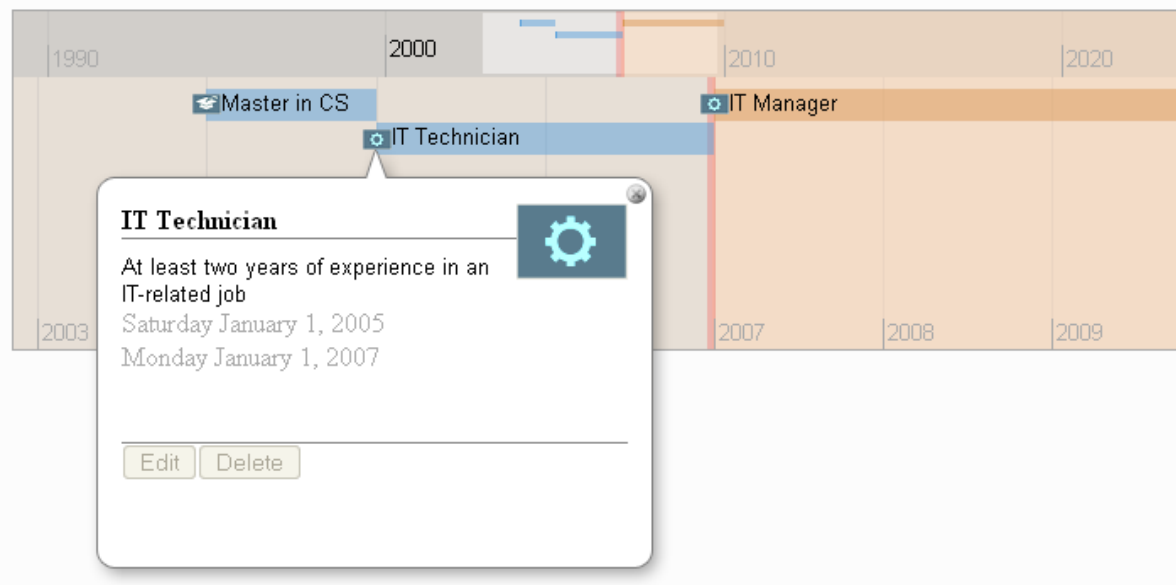 1990
2000
2010
2020
Master in CS
IT Manager
IT Technician
IT Technician
At least two years of experience in an
IT-related job
Saturday January 1, 2005
Monday January 1, 2007
2003
2007
2008
2009
Edit
Delete